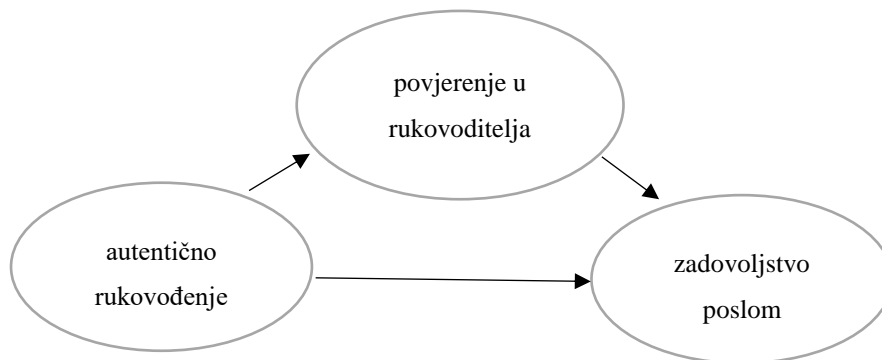 povjerenje u
rukovoditelja
autentično
rukovođenje
zadovoljstvo
poslom